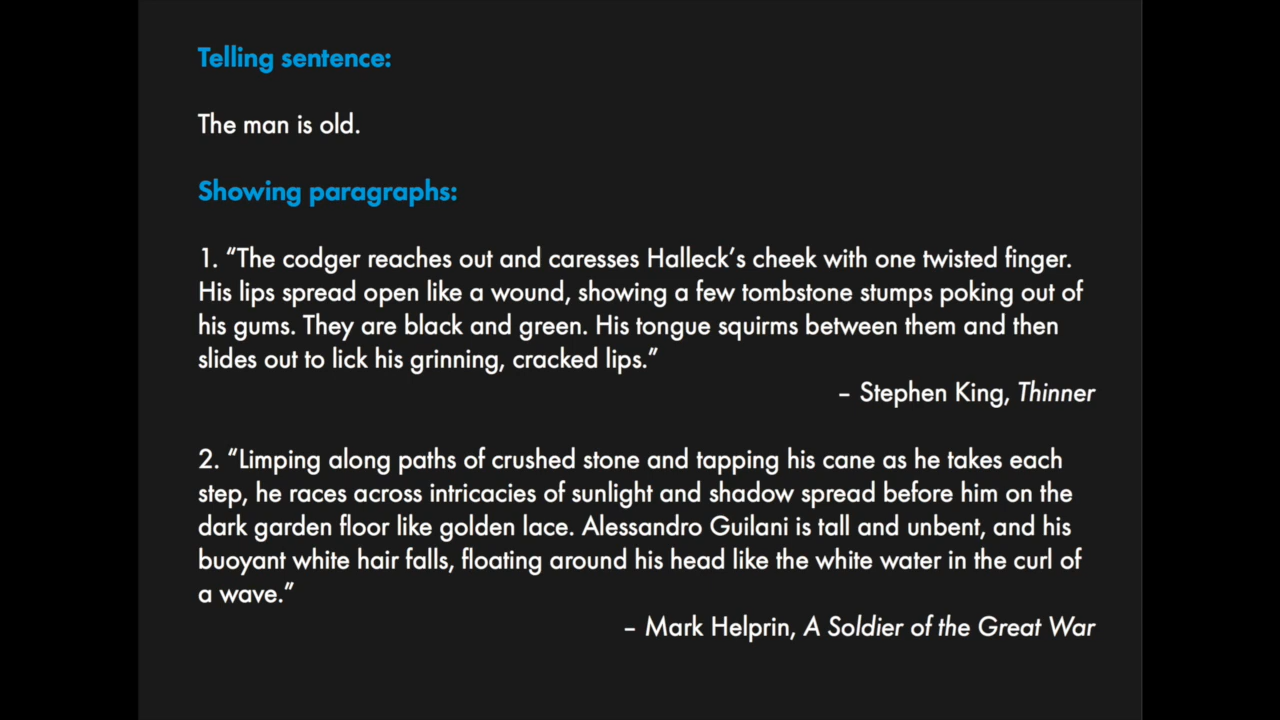 Telling sentence:
The man is old.
Showing paragraphs:
1. “The codger reaches out and caresses Halleck’s cheek with one twisted finger.
His lips spread open like a wound, showing a few tombstone stumps poking out of
his gums. They are black and green. His tongue squirms between them and then
slides out to lick his grinning, cracked lips.”
– Stephen King, Thinner
2. “Limping along paths of crushed stone and tapping his cane as he takes each
step, he races across intricacies of sunlight and shadow spread before him on the
dark garden floor like golden lace. Alessandro Guilani is tall and unbent, and his
buoyant white hair falls, floating around his head like the white water in the curl of
a wave.”
– Mark Helprin, A Soldier of the Great War